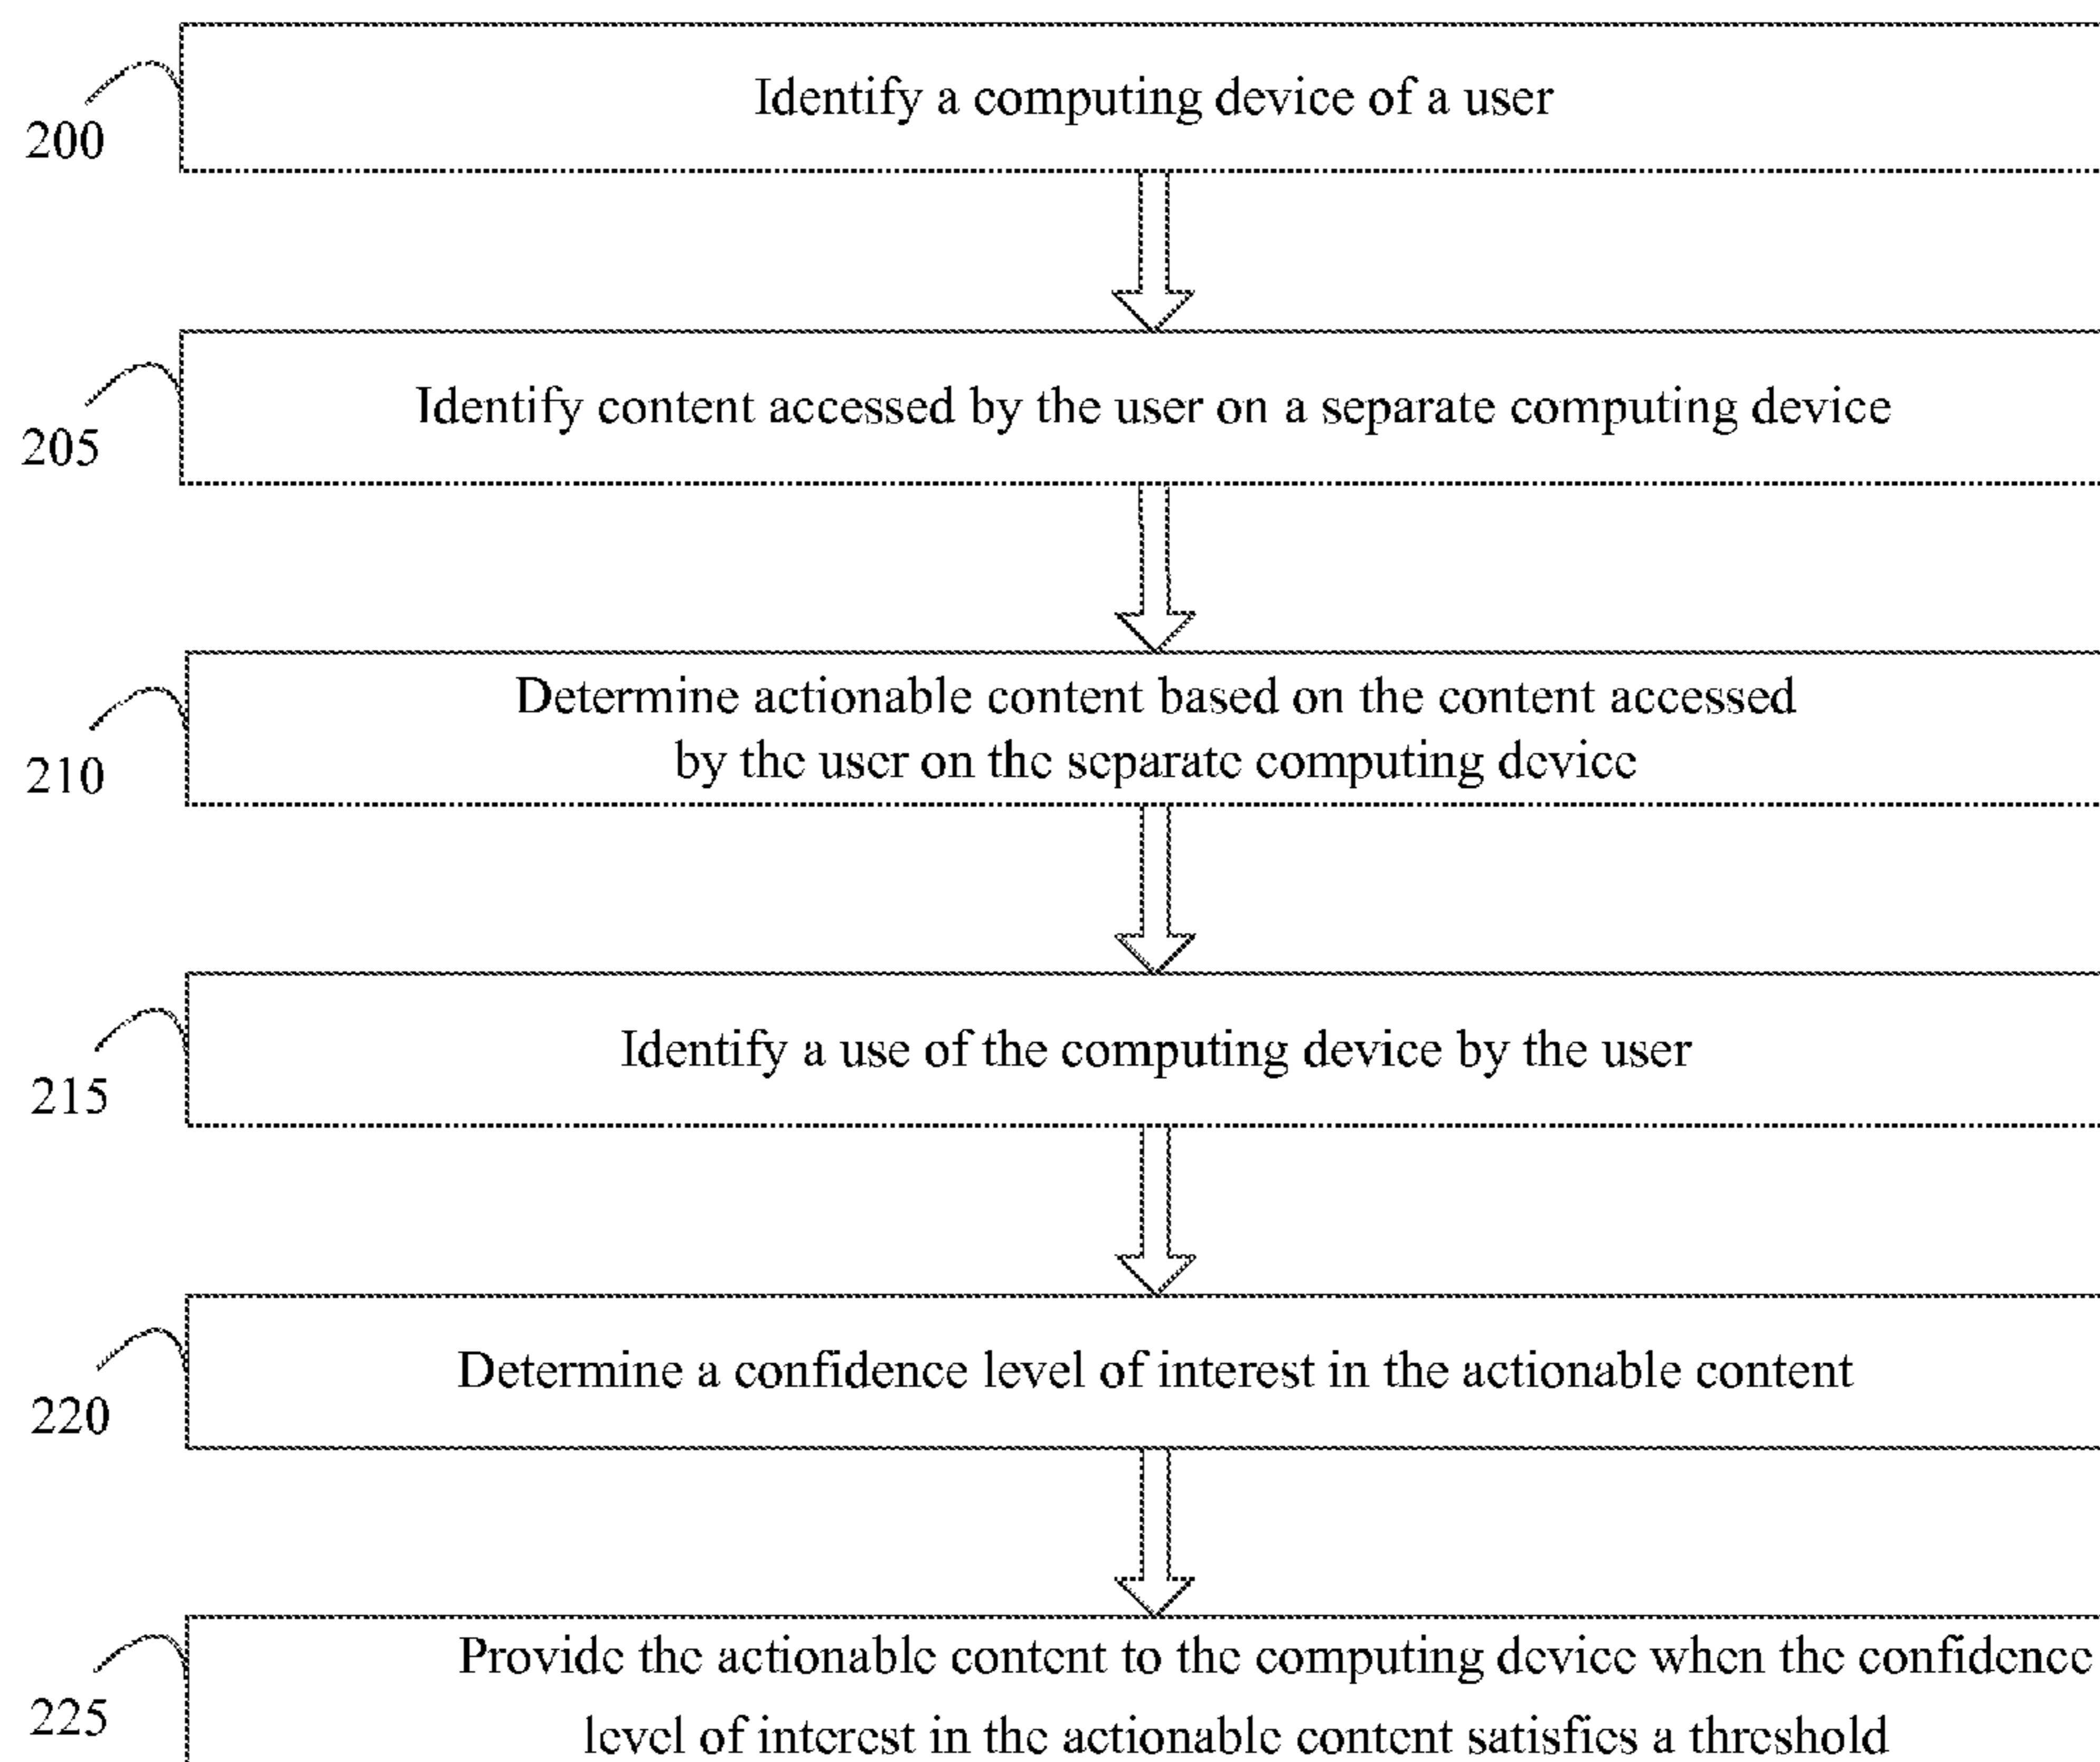 Identify a computing device of a user
200
Identify content accessed by the user on a separate computing device
205
Determine actionable content based on the content accessed
by the user on the separate computing device
210
Identify a use of the computing device by the user
215
Determine a confidence level of interest in the actionable content
220
Provide the actionable content to the computing device when the confidence
level of interest in the actionable content satisfies a threshold
225